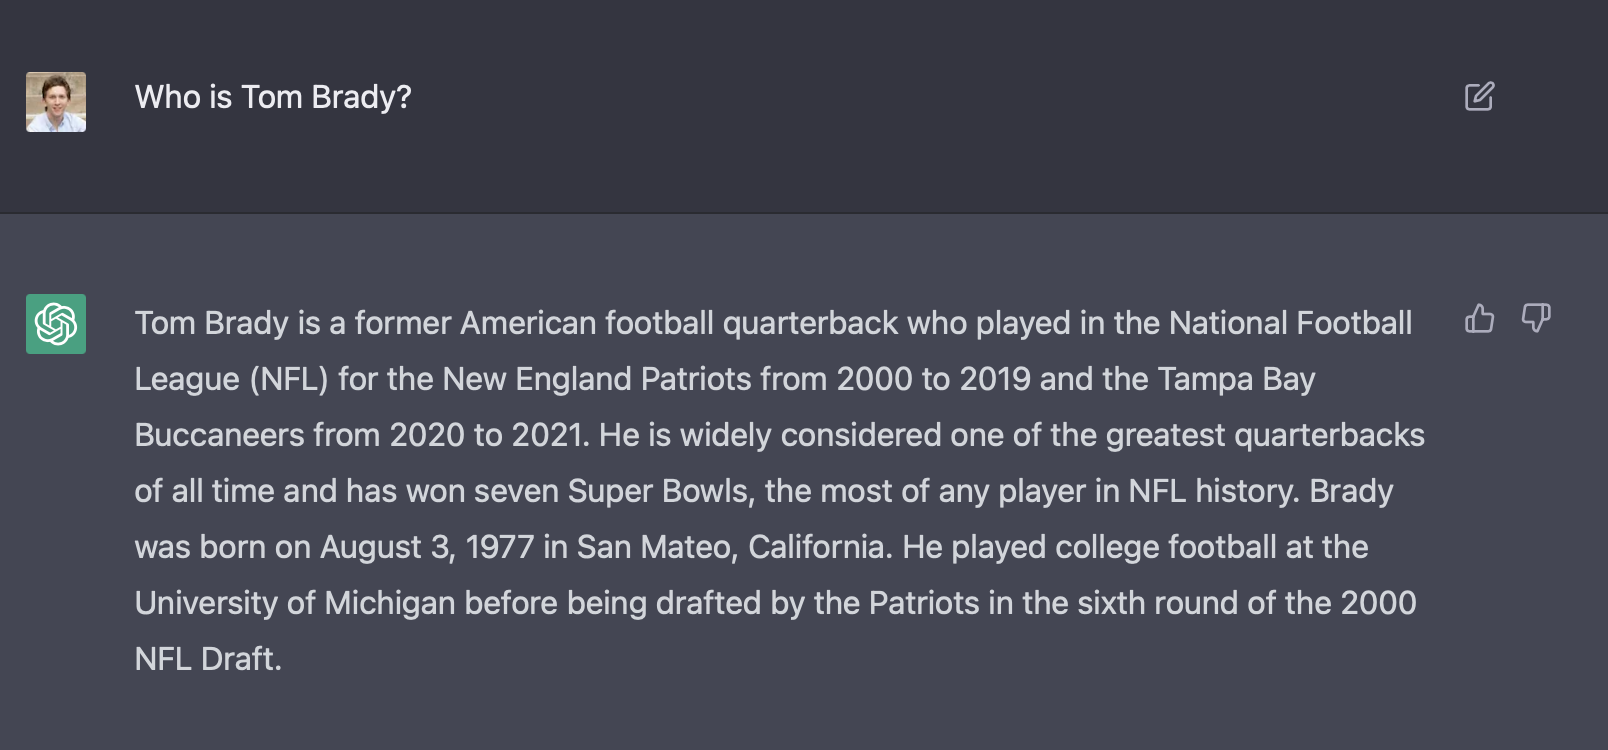 Who is Tom Brady?
Tom Brady is a former American football quarterback who played in the National Football
League (NFL) for the New England Patriots from 2000 to 2019 and the Tampa Bay
Buccaneers from 2020 to 2021. He is widely considered one of the greatest quarterbacks
of all time and has won seven Super Bowls, the most of any player in NFL history. Brady
was born on August 3, 1977 in San Mateo, California. He played college football at the
University of Michigan before being drafted by the Patriots in the sixth round of the 2000
NFL Draft.